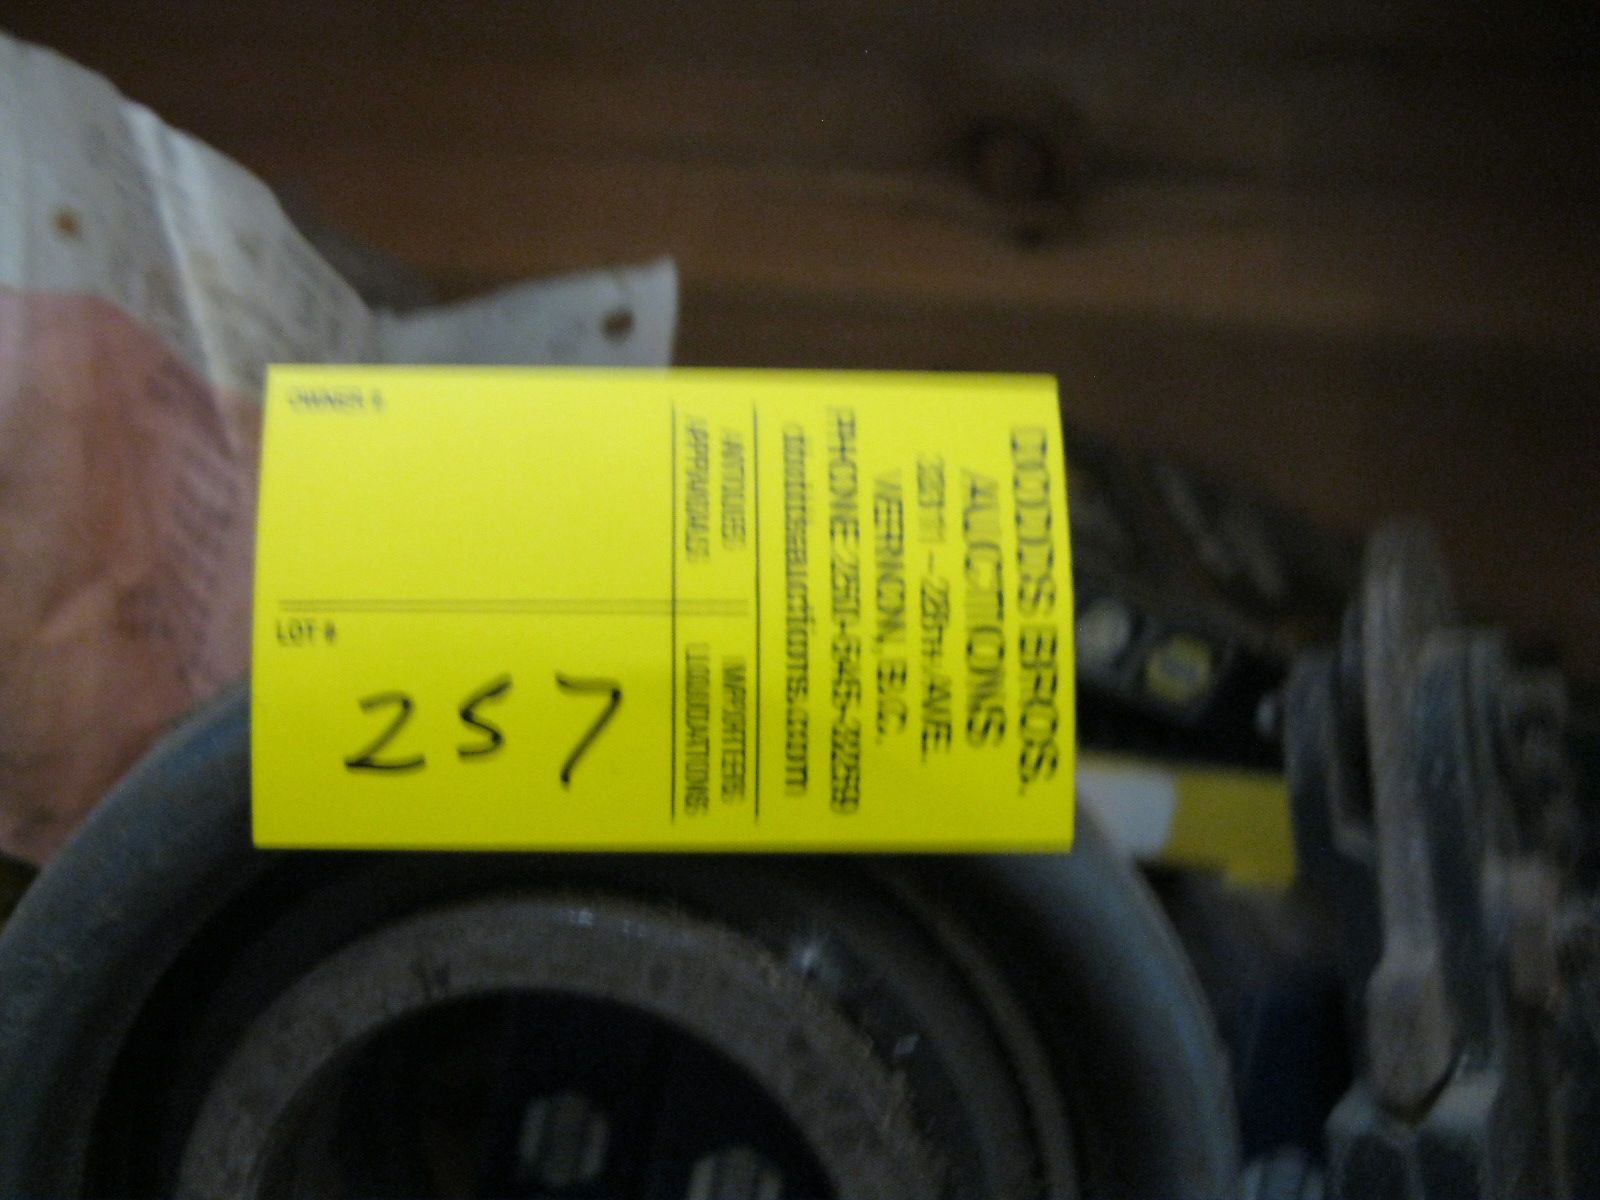 DODDS BROS.
AUCTIONS
3311-28TH AVE.
VERNON, B.C.
PHONE 250-545-3259
doddsauctions.com
ANTIQUES IMPORTERS
APPRAISALS LIQUIDATIONS
OWNER #
LOT #
257